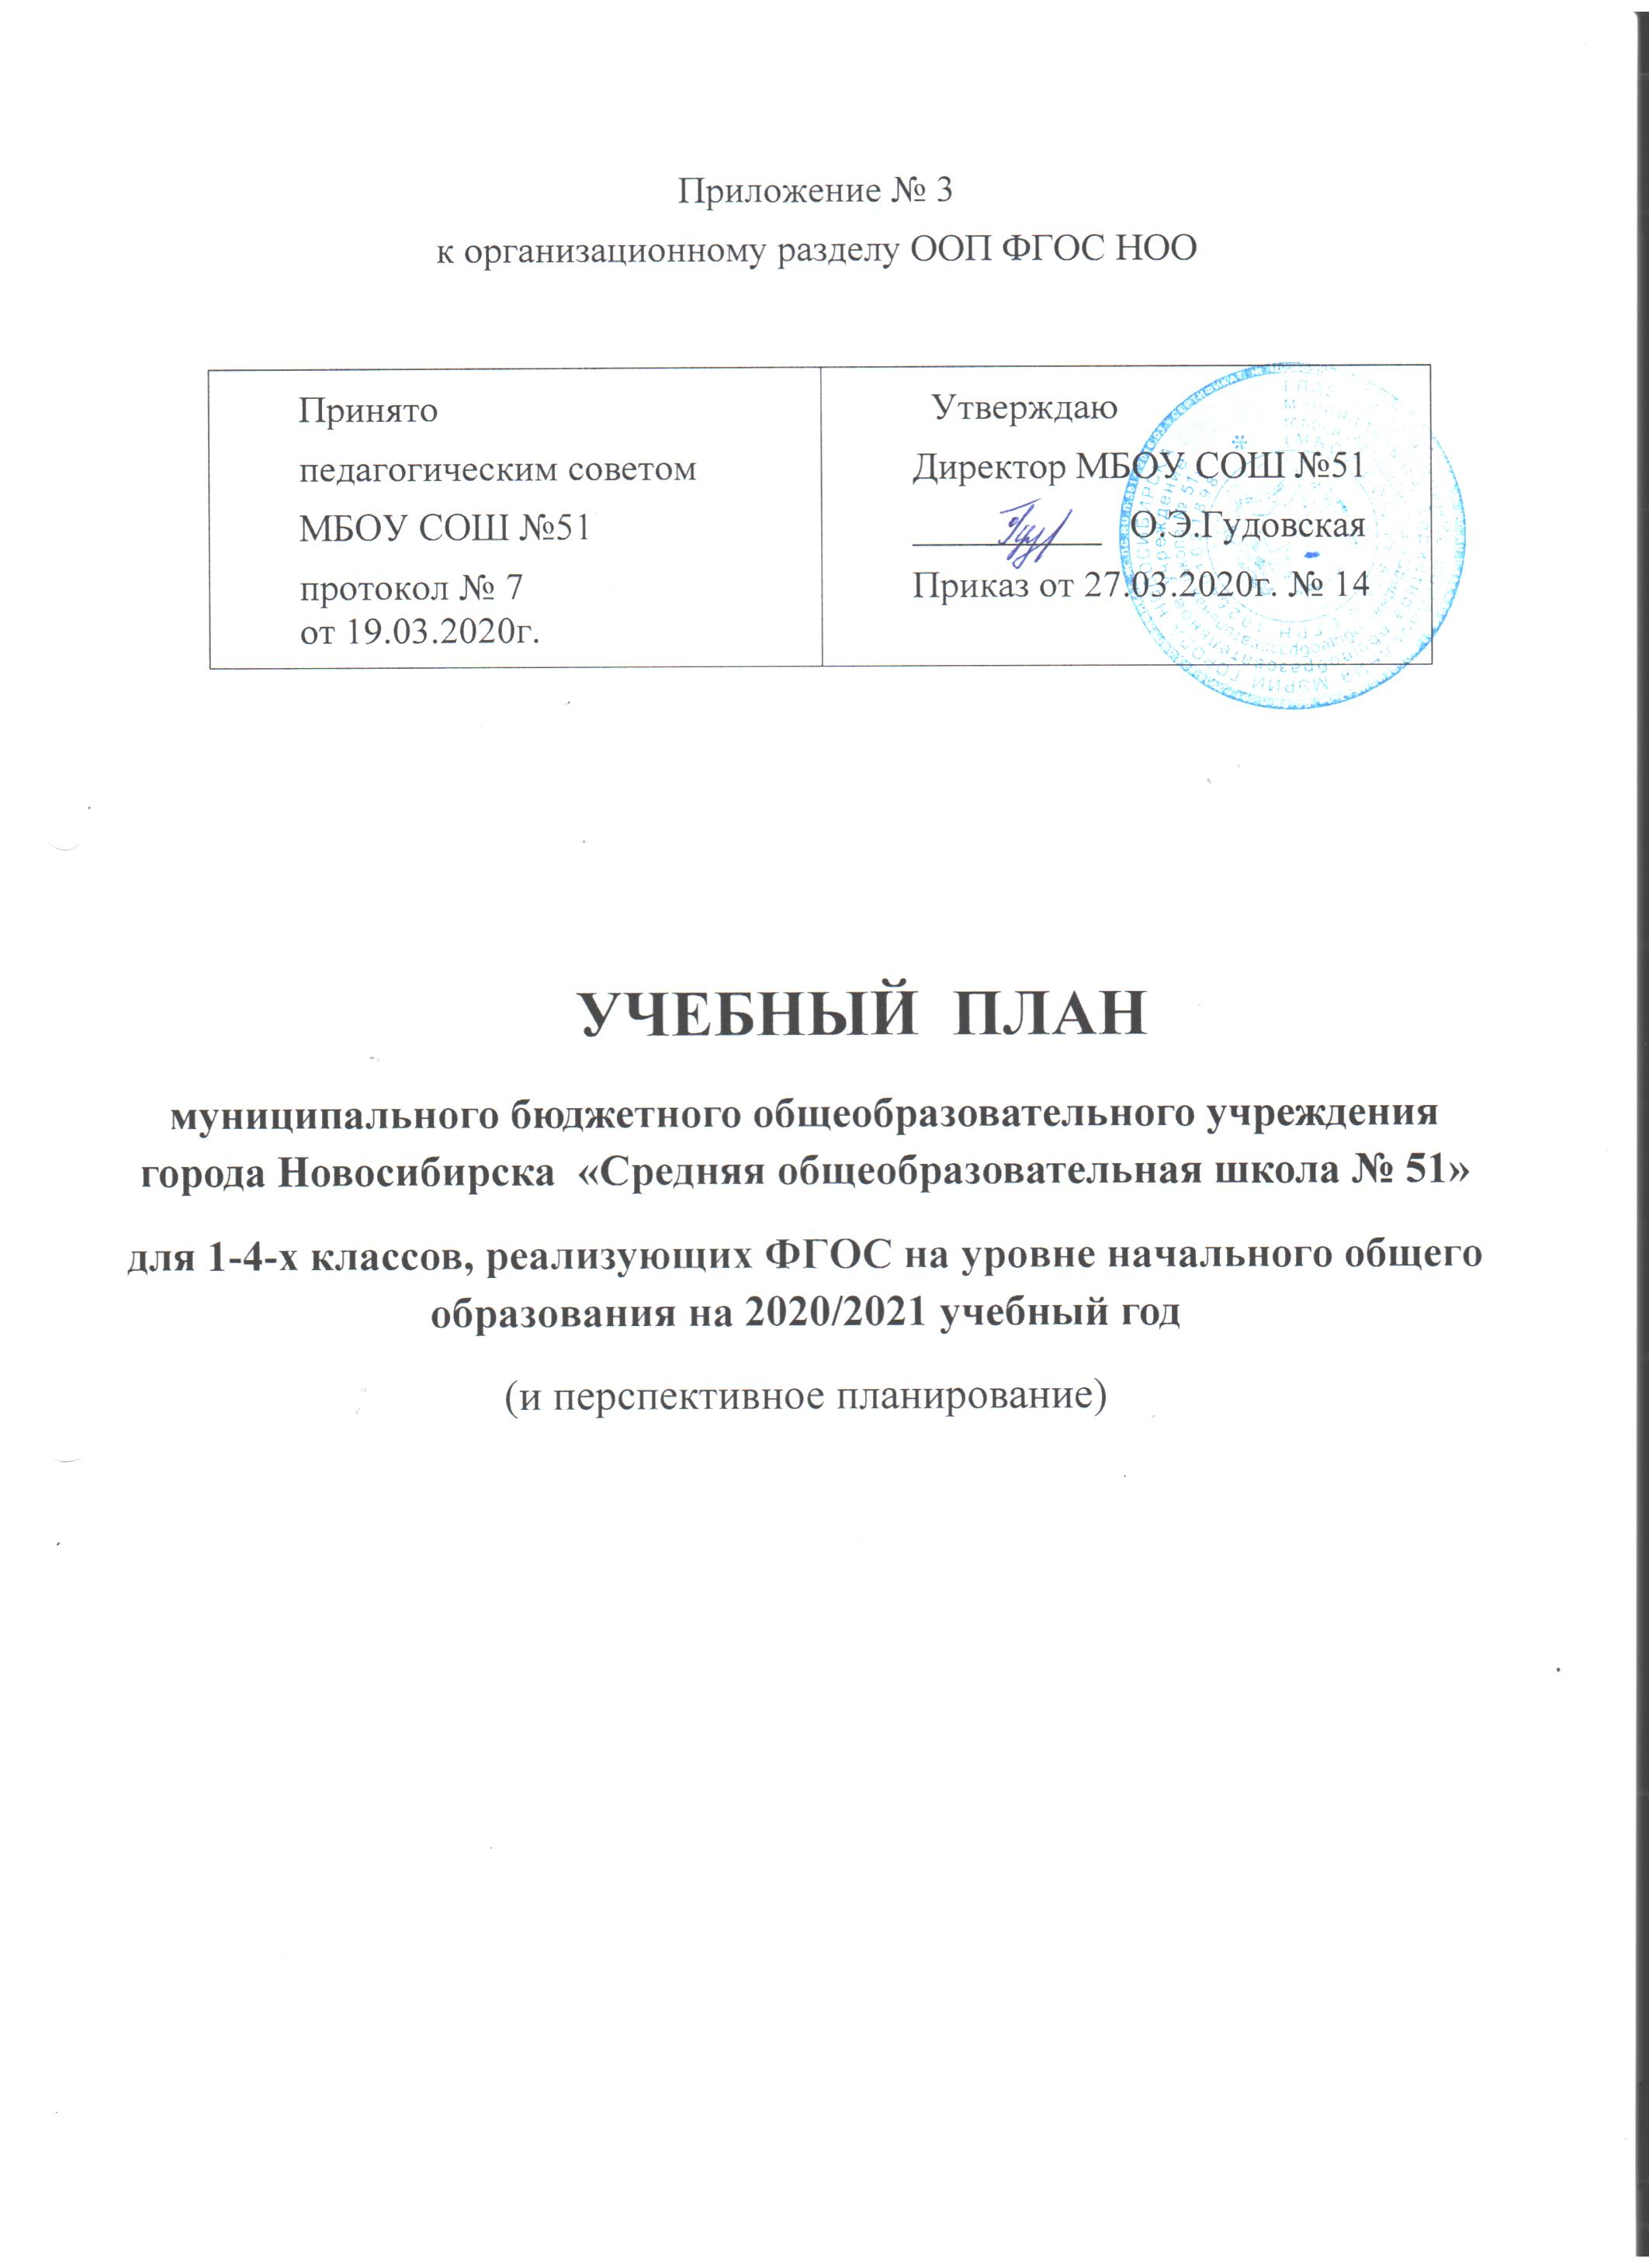 Приложение № 3
к организационному разделу ООП ФГОС НОО
Принято
педагогическим советом
МБОУ СОШ №51
протокол № 7
от 19.03.2020г.
Утверждаю
Директор МБОУ СОШ №51
О.Э.Гудовская
Приказ от 27.03.2020г. № 14
УЧЕБНЫЙ ПЛАН
муниципального бюджетного общеобразовательного учреждения
города Новосибирска «Средняя общеобразовательная школа № 51»
для 1-4-х классов, реализующих ФГОС на уровне начального общего
образования на 2020/2021 учебный год
(и перспективное планирование)